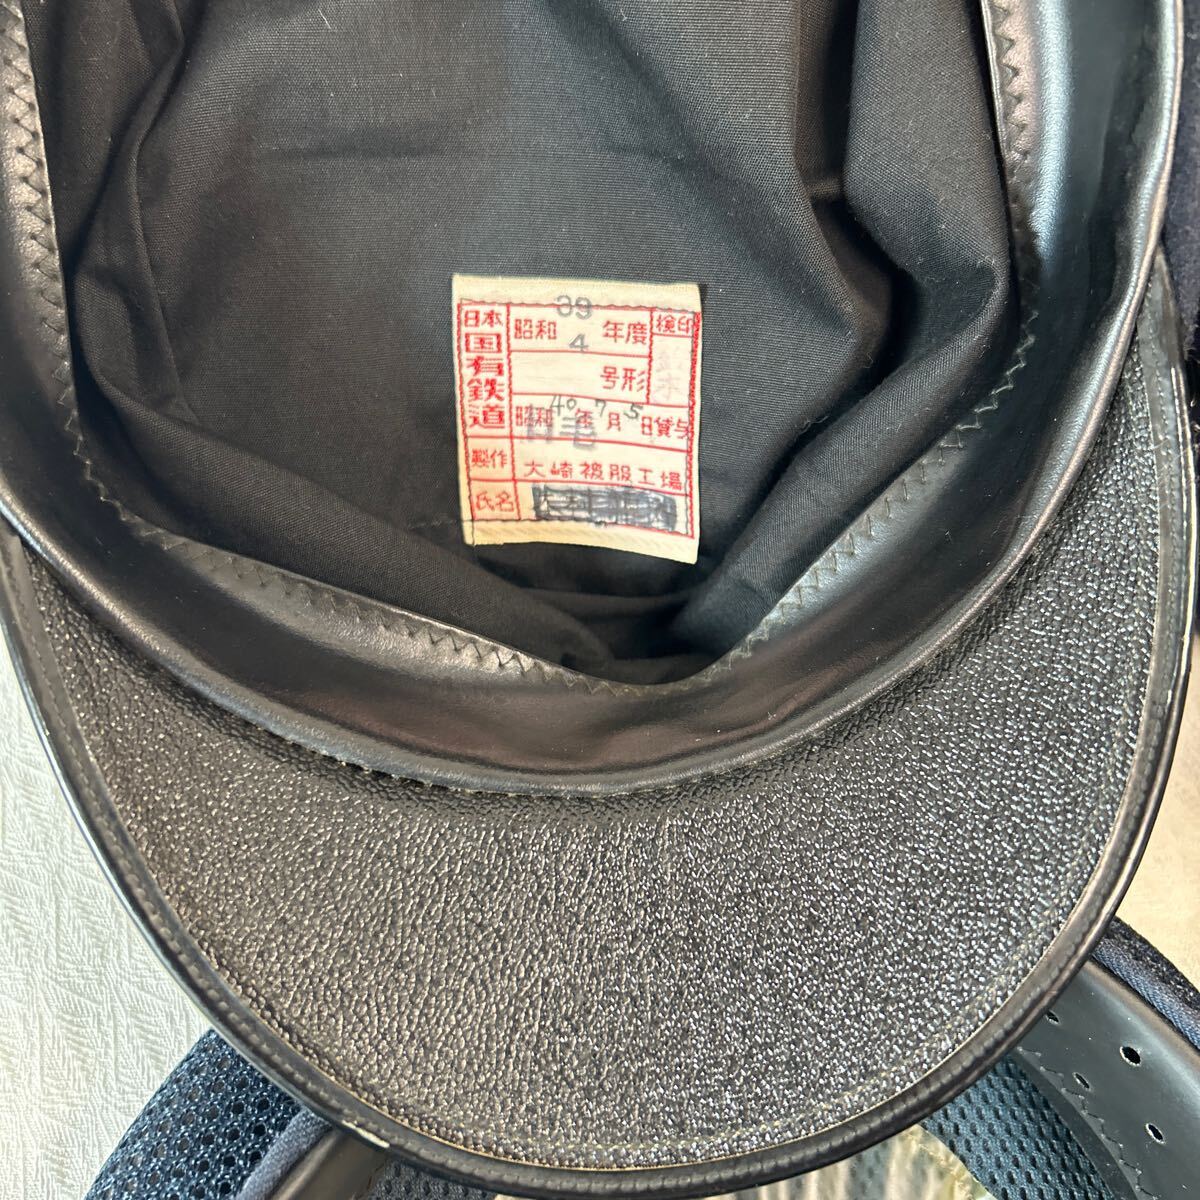 日本国有鉄道
昭和 39 年度
検印
4 号形
昭和 40 年 7 月 5 日貸与
製作 大崎被服工場
氏名